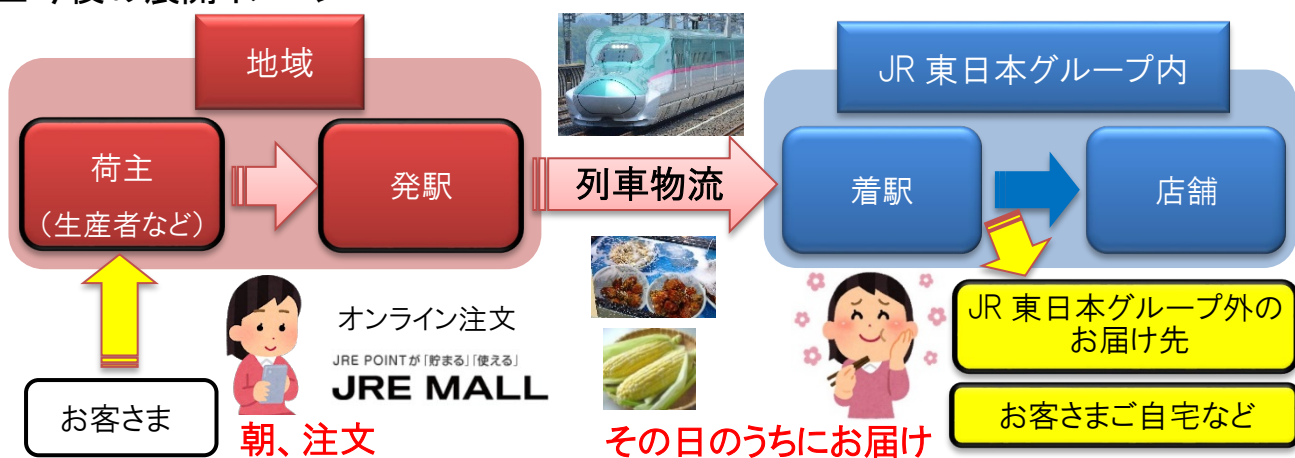 地域
JR 東日本グループ内
荷主
（生産者など）
発駅
列車物流
着駅
店舗
お客さま
オンライン注文
JRE POINTが「貯まる」「使える」
JRE MALL
朝、注文
その日のうちにお届け
JR 東日本グループ外の
お届け先
お客さまご自宅など